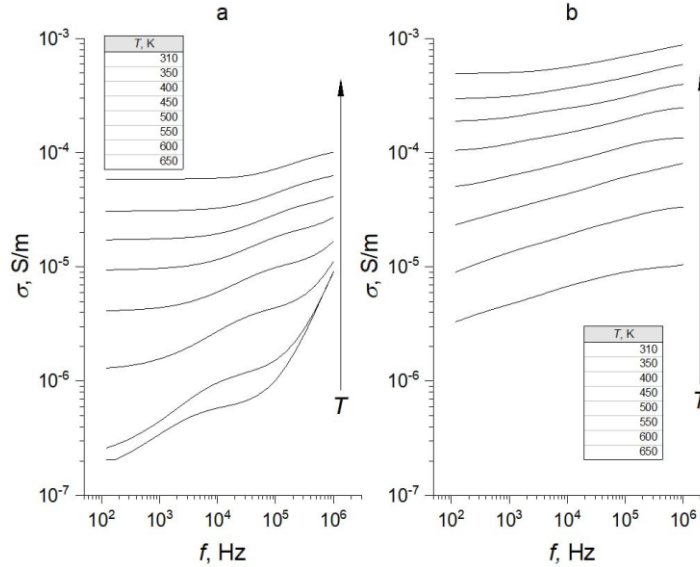 a
10⁻³
10⁻⁴
10⁻⁵
10⁻⁶
10⁻⁷
σ, S/m
T, K
310
350
400
450
500
550
600
650
T
10² 10³ 10⁴ 10⁵ 10⁶
f, Hz
b
10⁻³
10⁻⁴
10⁻⁵
10⁻⁶
10⁻⁷
σ, S/m
T, K
310
350
400
450
500
550
600
650
T
10² 10³ 10⁴ 10⁵ 10⁶
f, Hz